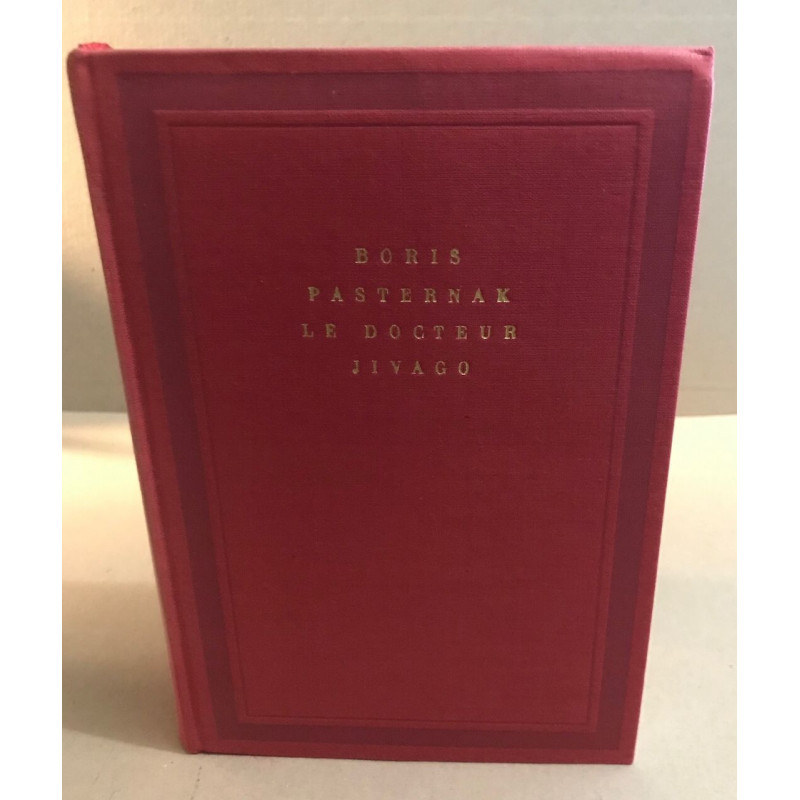 BORIS
PASTERNAK
LE DOCTEUR
JIVAGO